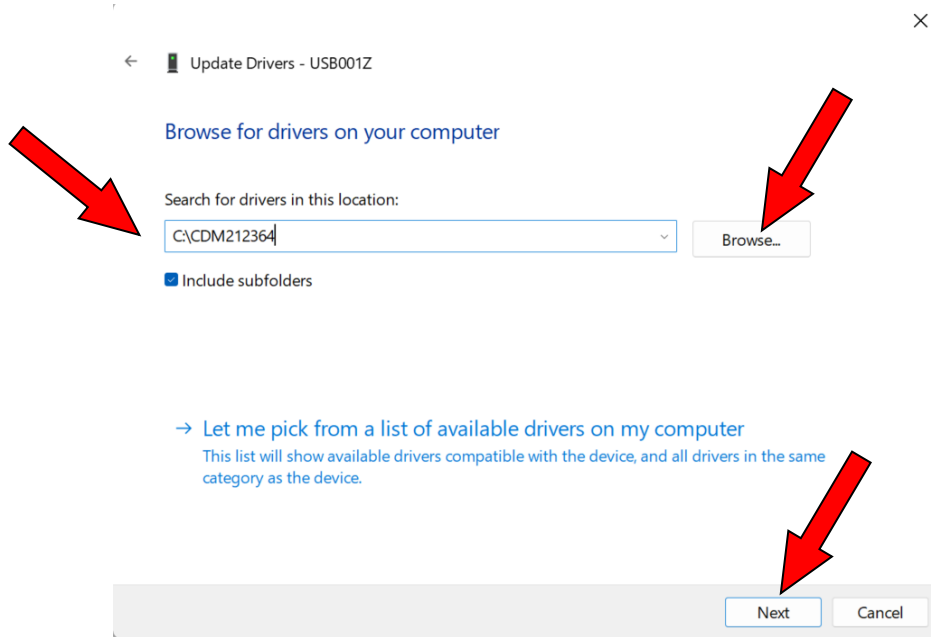 Update Drivers - USB001Z
Browse for drivers on your computer
Search for drivers in this location:
C:\CDM212364
Browse...
Include subfolders
→ Let me pick from a list of available drivers on my computer
This list will show available drivers compatible with the device, and all drivers in the same
category as the device.
Next
Cancel